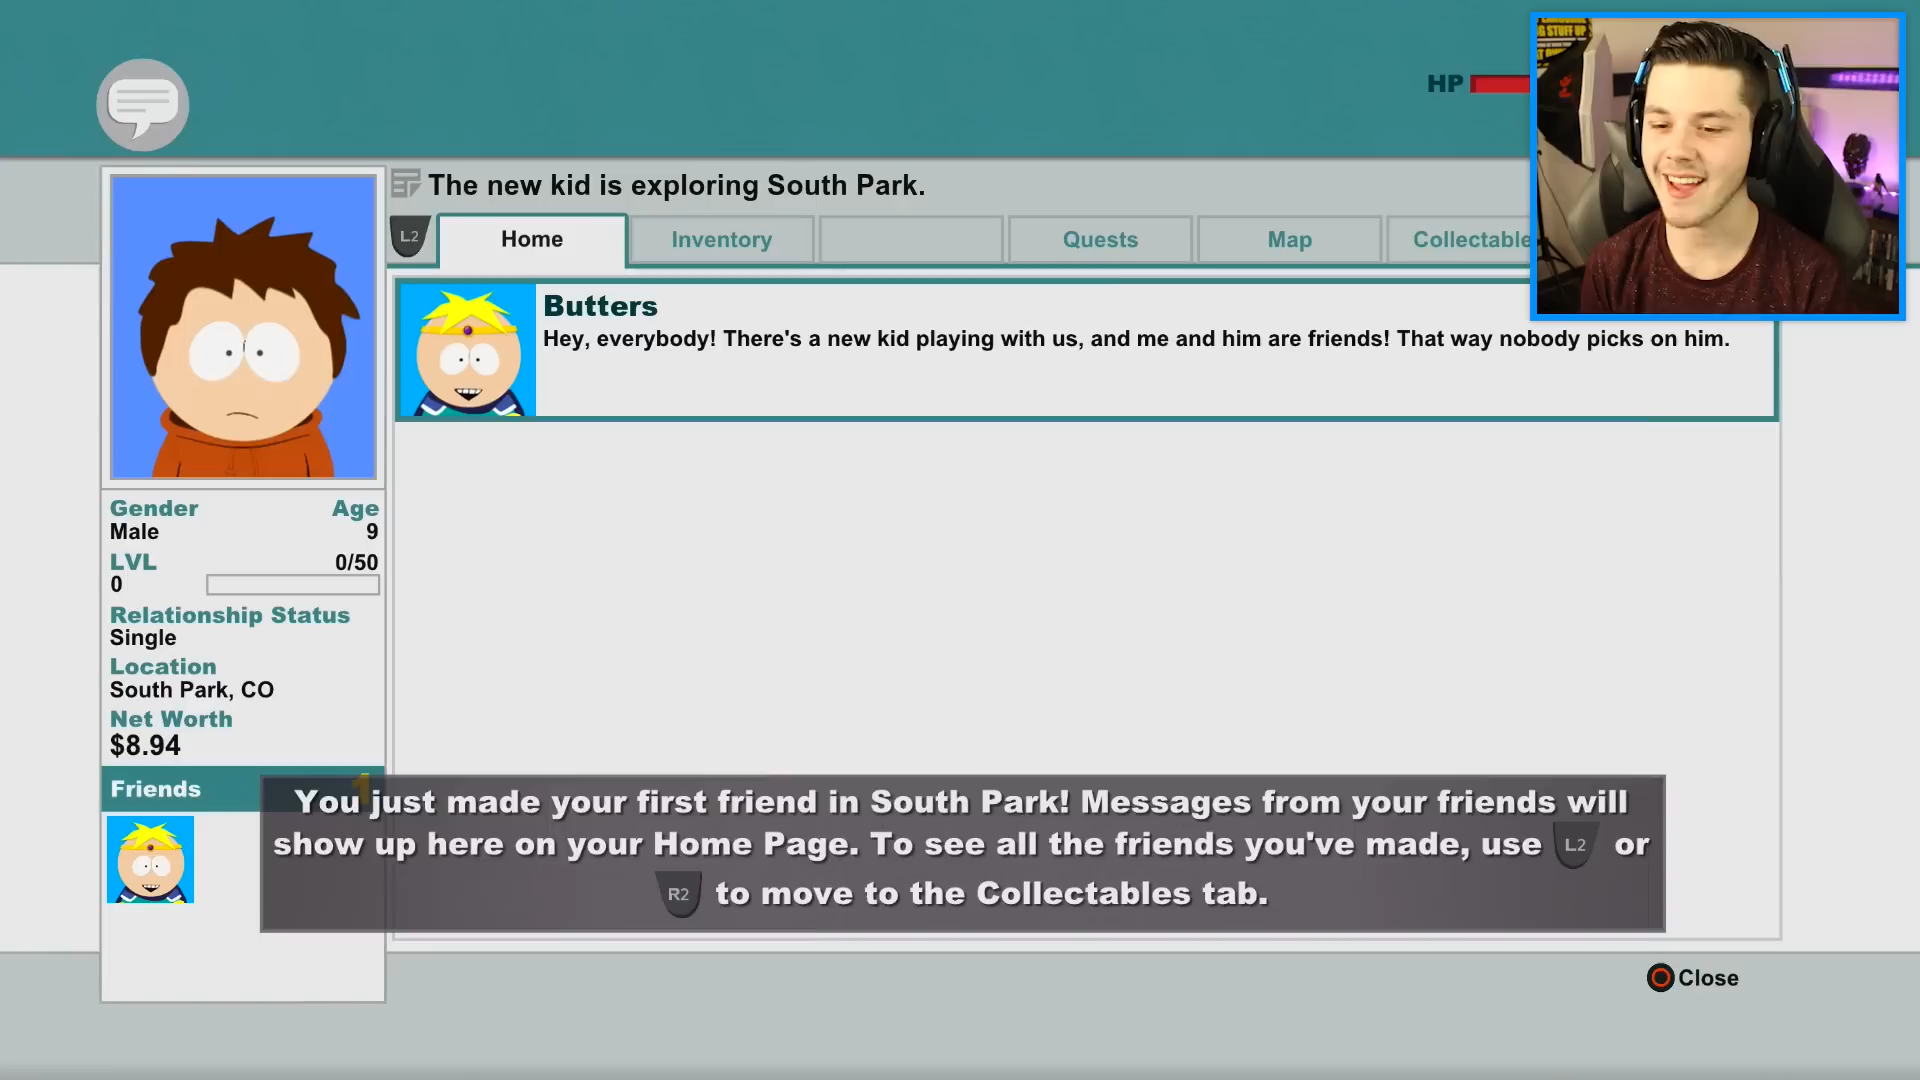 HP
G STUFF UP
The new kid is exploring South Park.
L2
Home
Inventory
Quests
Map
Collectable
Butters
Hey, everybody! There's a new kid playing with us, and me and him are friends! That way nobody picks on him.
Gender Age
Male 9
LVL 0/50
0
Relationship Status
Single
Location
South Park, CO
Net Worth
$8.94
Friends 1
You just made your first friend in South Park! Messages from your friends will
show up here on your Home Page. To see all the friends you've made, use L2 or
R2 to move to the Collectables tab.
Close